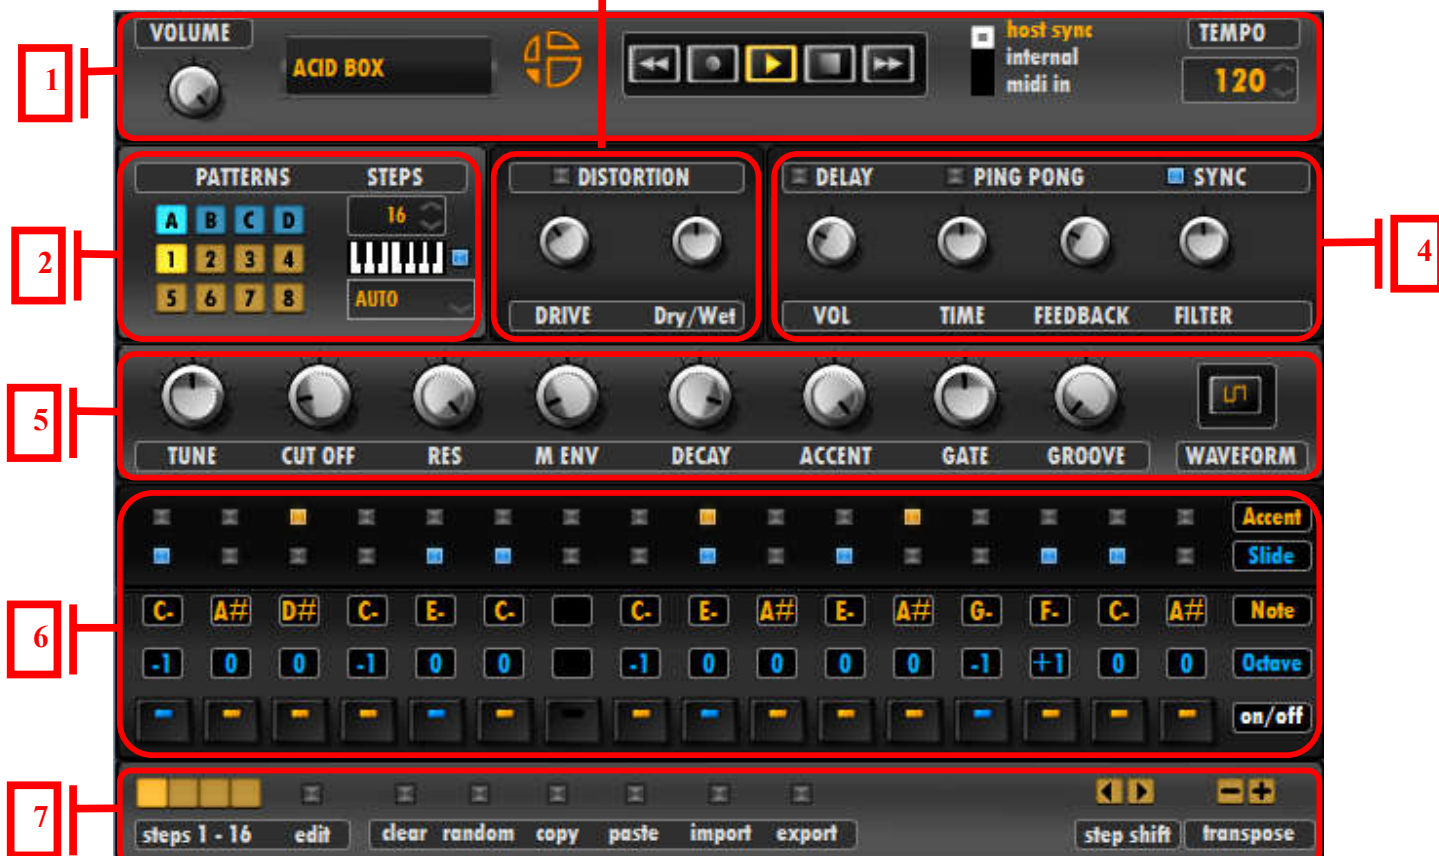 VOLUME
ACID BOX
host sync
internal
midi in
TEMPO
120
1
PATTERNS STEPS
A B C D
16
1 2 3 4
5 6 7 8
AUTO
2
DISTORTION
DRIVE Dry/Wet
DELAY PING PONG SYNC
VOL TIME FEEDBACK FILTER
4
TUNE CUT OFF RES M ENV DECAY ACCENT GATE GROOVE WAVEFORM
5
Accent
Slide
C- A# D# C- E- C- C- E- A# E- A# G- F- C- A# Note
6
-1 0 0 -1 0 0 -1 0 0 0 0 -1 +1 0 0 Octave
on/off
7
steps 1 - 16 edit clear random copy paste import export step shift transpose